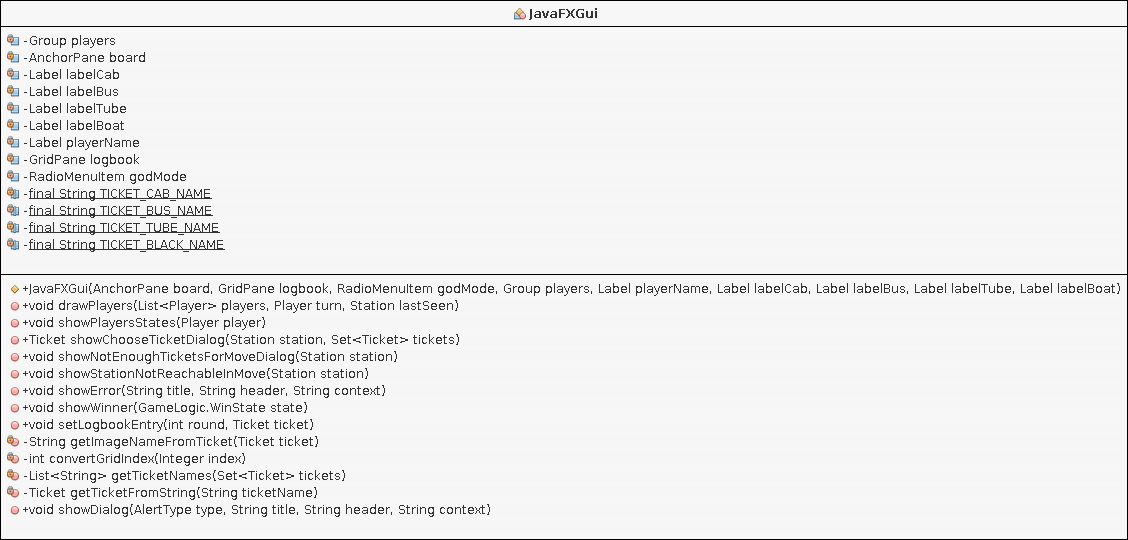 JavaFXGui
-Group players
-AnchorPane board
-Label labelCab
-Label labelBus
-Label labelTube
-Label labelBoat
-Label playerName
-GridPane logbook
-RadioMenuItem godMode
-final String TICKET_CAB_NAME
-final String TICKET_BUS_NAME
-final String TICKET_TUBE_NAME
-final String TICKET_BLACK_NAME
+JavaFXGui(AnchorPane board, GridPane logbook, RadioMenuItem godMode, Group players, Label playerName, Label labelCab, Label labelBus, Label labelTube, Label labelBoat)
+void drawPlayers(List<Player> players, Player turn, Station lastSeen)
+void showPlayersStates(Player player)
+Ticket showChooseTicketDialog(Station station, Set<Ticket> tickets)
+void showNotEnoughTicketsForMoveDialog(Station station)
+void showStationNotReachableInMove(Station station)
+void showError(String title, String header, String context)
+void showWinner(GameLogic.WinState state)
+void setLogbookEntry(int round, Ticket ticket)
-String getImageNameFromTicket(Ticket ticket)
-int convertGridIndex(Integer index)
-List<String> getTicketNames(Set<Ticket> tickets)
-Ticket getTicketFromString(String ticketName)
+void showDialog(AlertType type, String title, String header, String context)